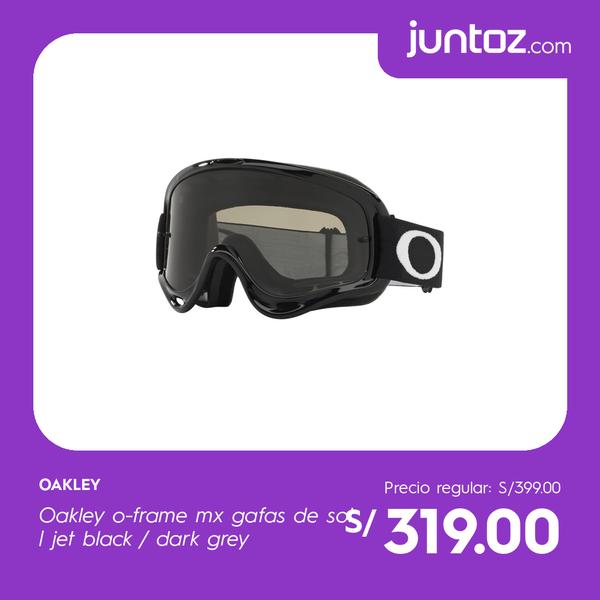 juntoz.com
OAKLEY
Precio regular: S/399.00
Oakley o-frame mx gafas de so
l jet black / dark grey
S/ 319.00